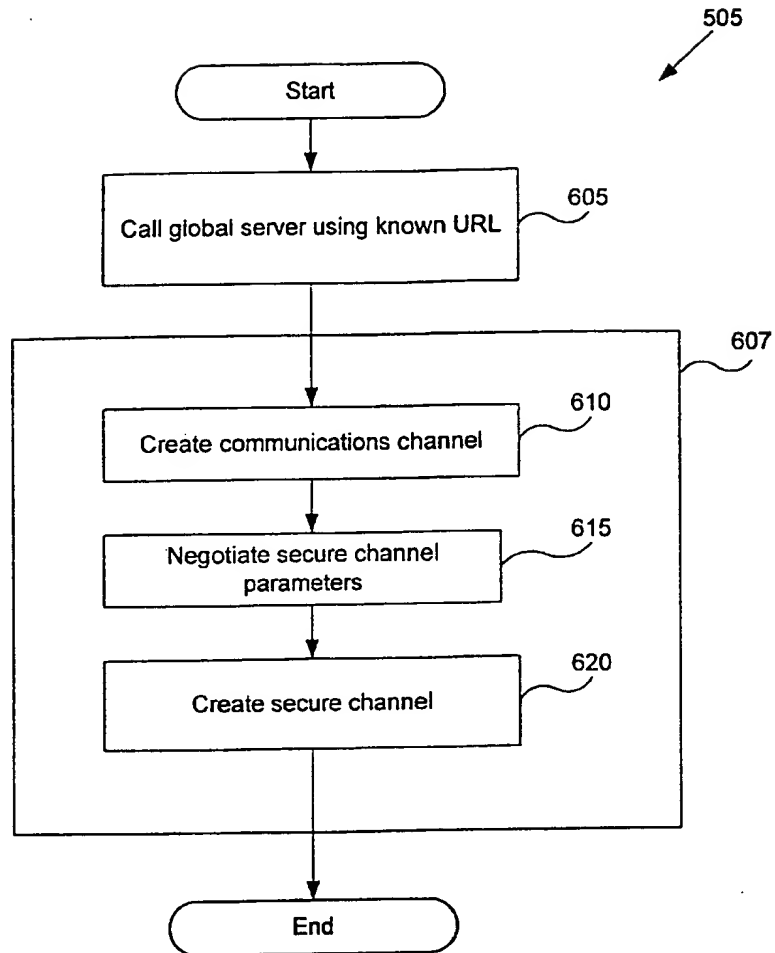 505
Start
Call global server using known URL
605
607
Create communications channel
610
Negotiate secure channel
parameters
615
Create secure channel
620
End